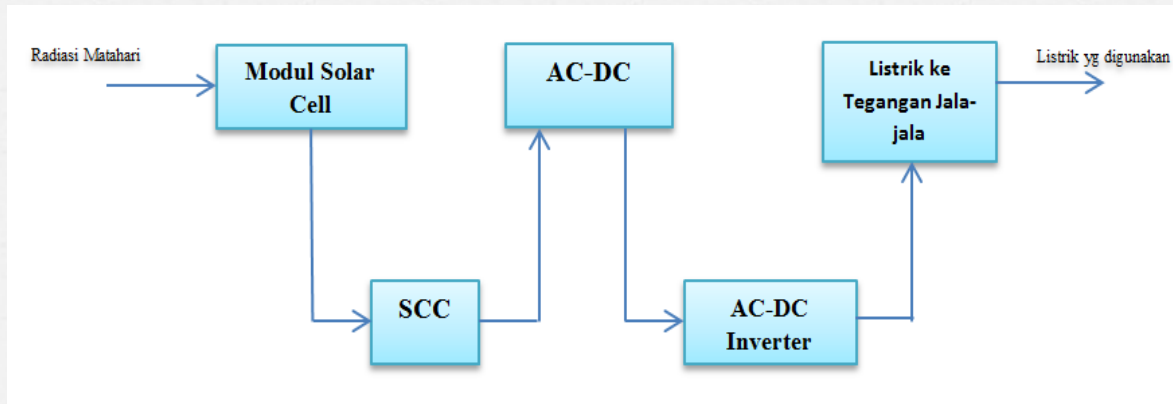 Radiasi Matahari
Modul Solar
Cell
SCC
AC-DC
AC-DC
Inverter
Listrik ke
Tegangan Jala-
jala
Listrik yg digunakan